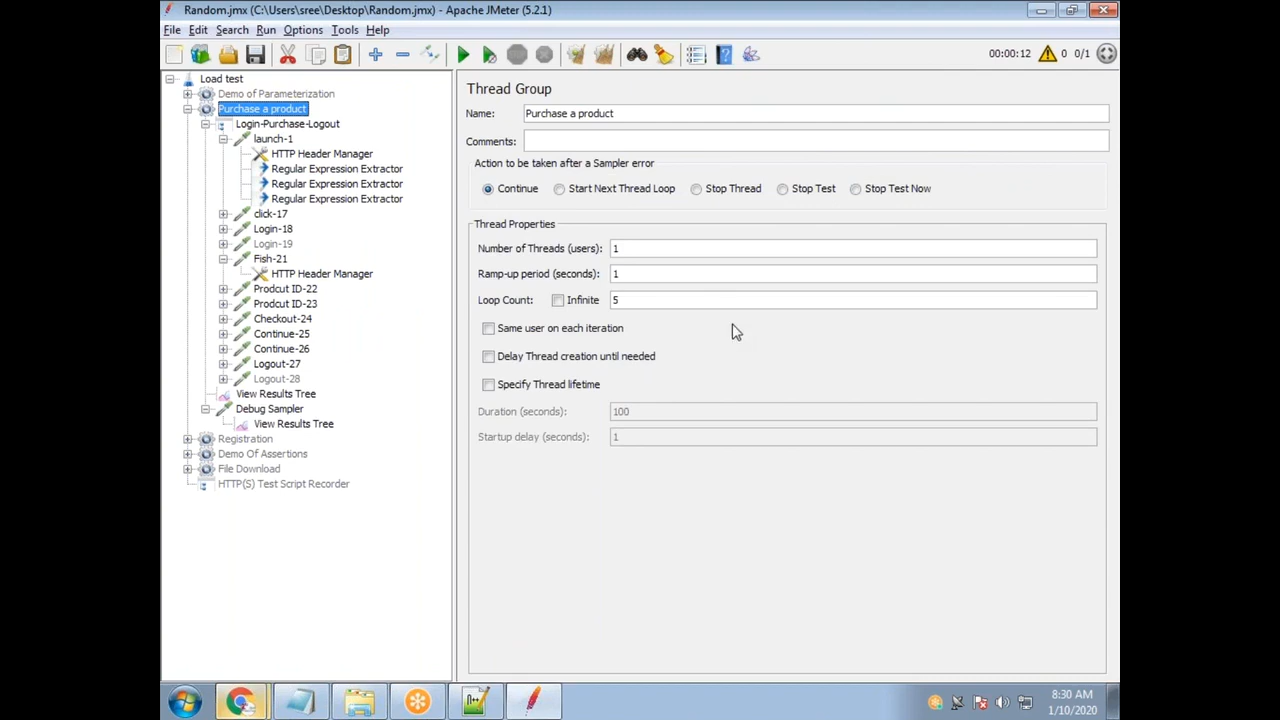 Random.jmx (C:\Users\sree\Desktop\Random.jmx) - Apache JMeter (5.2.1)
File Edit Search Run Options Tools Help
00:00:12 0 0/1
Load test
Demo of Parameterization
Purchase a product
Login-Purchase-Logout
launch-1
HTTP Header Manager
Regular Expression Extractor
Regular Expression Extractor
Regular Expression Extractor
click-17
Login-18
Login-19
Fish-21
HTTP Header Manager
Prodcut ID-22
Prodcut ID-23
Checkout-24
Continue-25
Continue-26
Logout-27
Logout-28
View Results Tree
Debug Sampler
View Results Tree
Registration
Demo Of Assertions
File Download
HTTP(S) Test Script Recorder
Thread Group
Name: Purchase a product
Comments:
Action to be taken after a Sampler error
Continue Start Next Thread Loop Stop Thread Stop Test Stop Test Now
Thread Properties
Number of Threads (users): 1
Ramp-up period (seconds): 1
Loop Count: Infinite 5
Same user on each iteration
Delay Thread creation until needed
Specify Thread lifetime
Duration (seconds): 100
Startup delay (seconds): 1
8:30 AM
1/10/2020